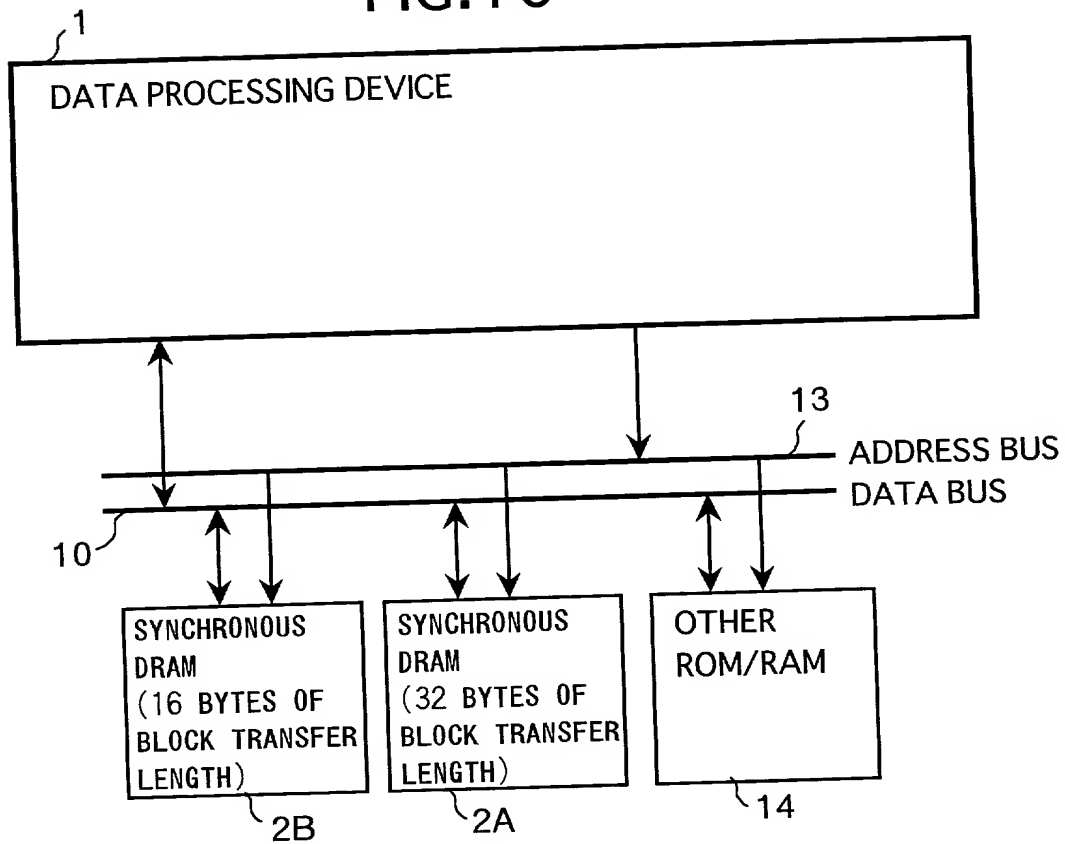 1
DATA PROCESSING DEVICE
13
ADDRESS BUS
DATA BUS
10
SYNCHRONOUS
DRAM
(16 BYTES OF
BLOCK TRANSFER
LENGTH)
2B
SYNCHRONOUS
DRAM
(32 BYTES OF
BLOCK TRANSFER
LENGTH)
2A
OTHER
ROM/RAM
14